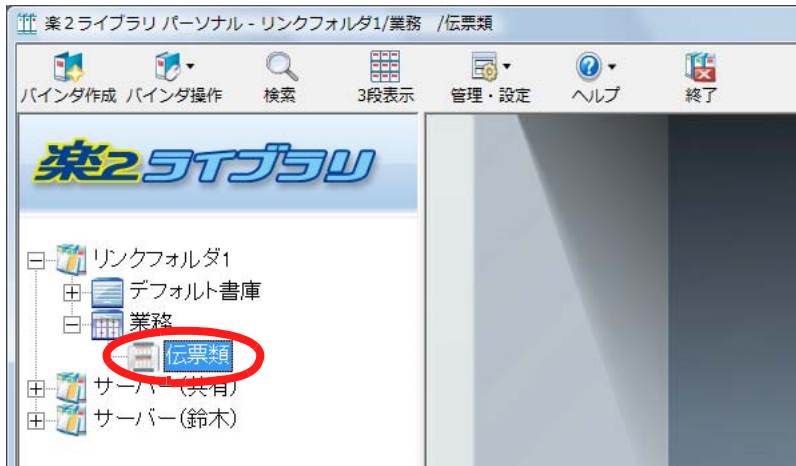 楽2ライブラリ パーソナル - リンクフォルダ1/業務 /伝票類
バインダ作成 バインダ操作 検索 3段表示 管理・設定 ヘルプ 終了
楽2ライブラリ
リンクフォルダ1
デフォルト書庫
業務
伝票類
サーバー(共有)
サーバー(鈴木)